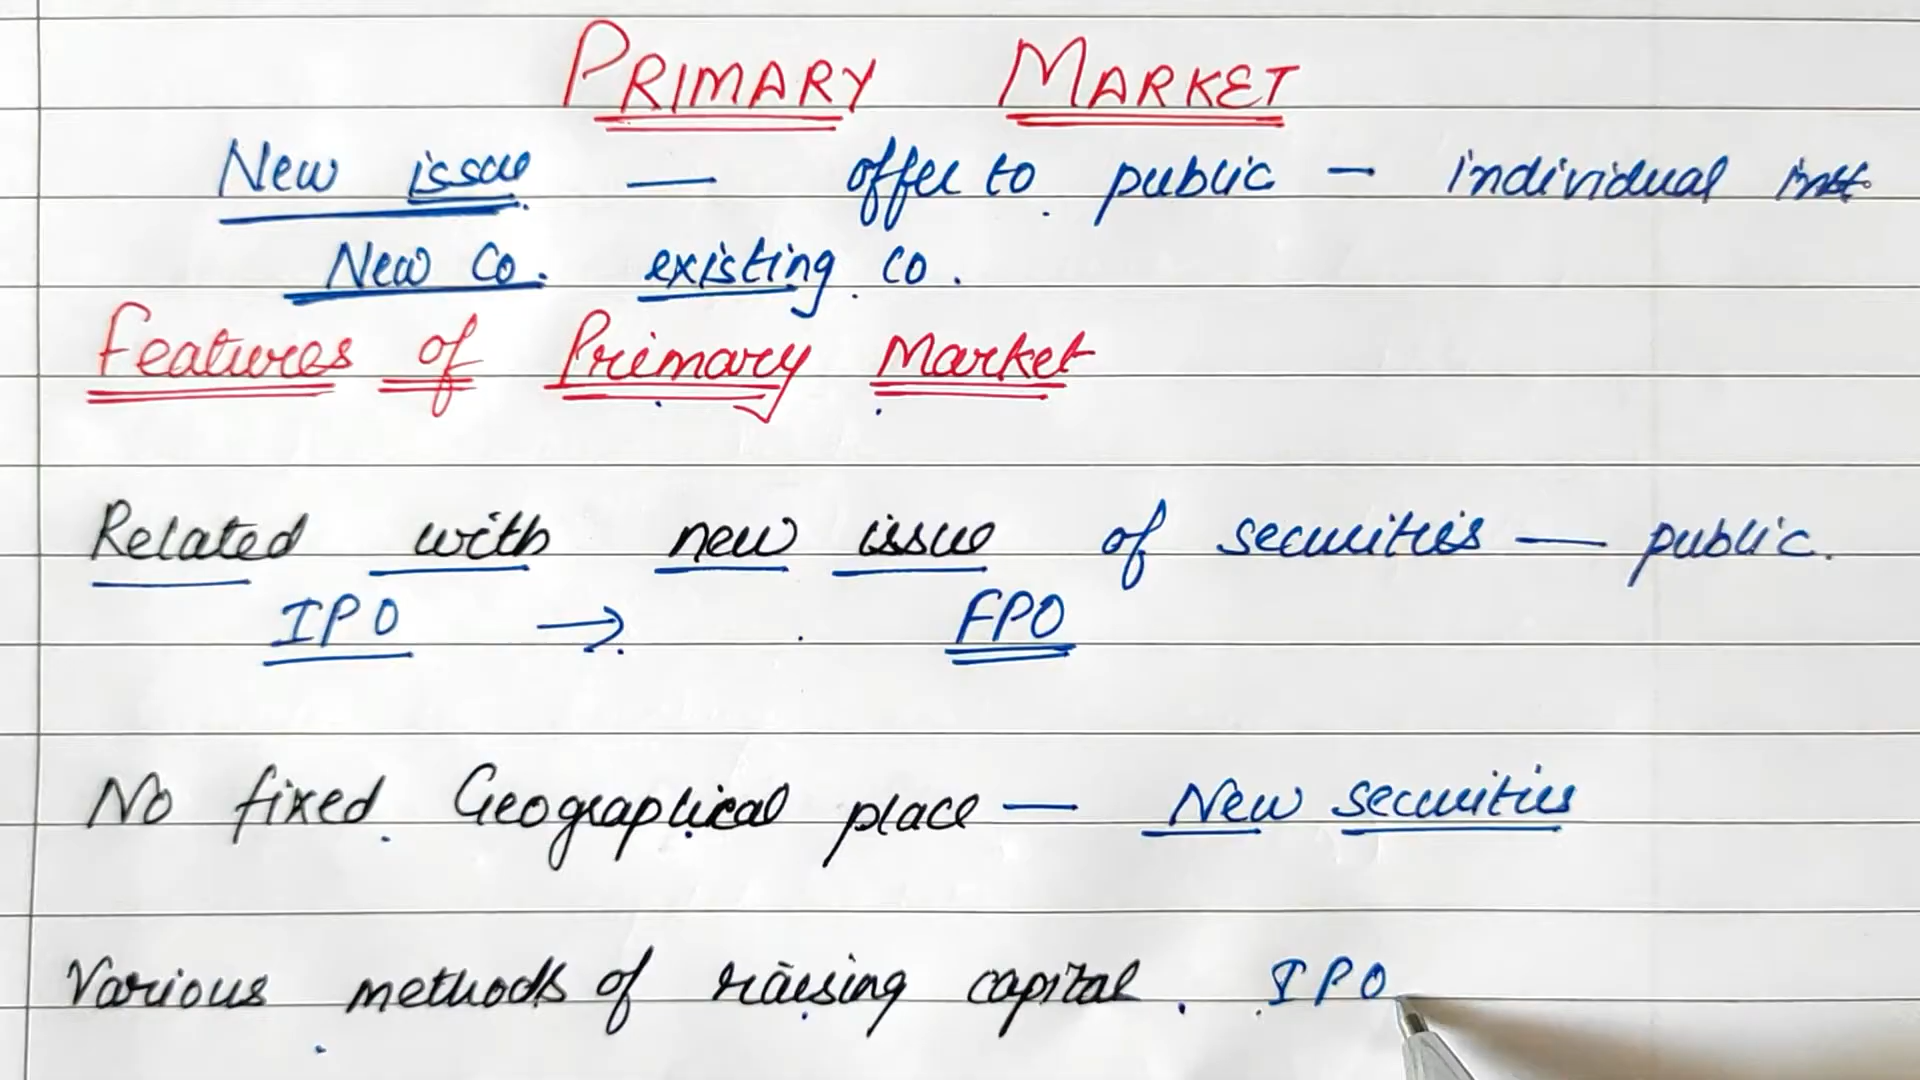 PRIMARY MARKET
New issue — offer to public - individual inst.
New Co. existing co.
Features of Primary Market
Related with new issue of securities — public.
IPO → FPO
No fixed Geographical place — New securities
Various methods of raising capital. IPO